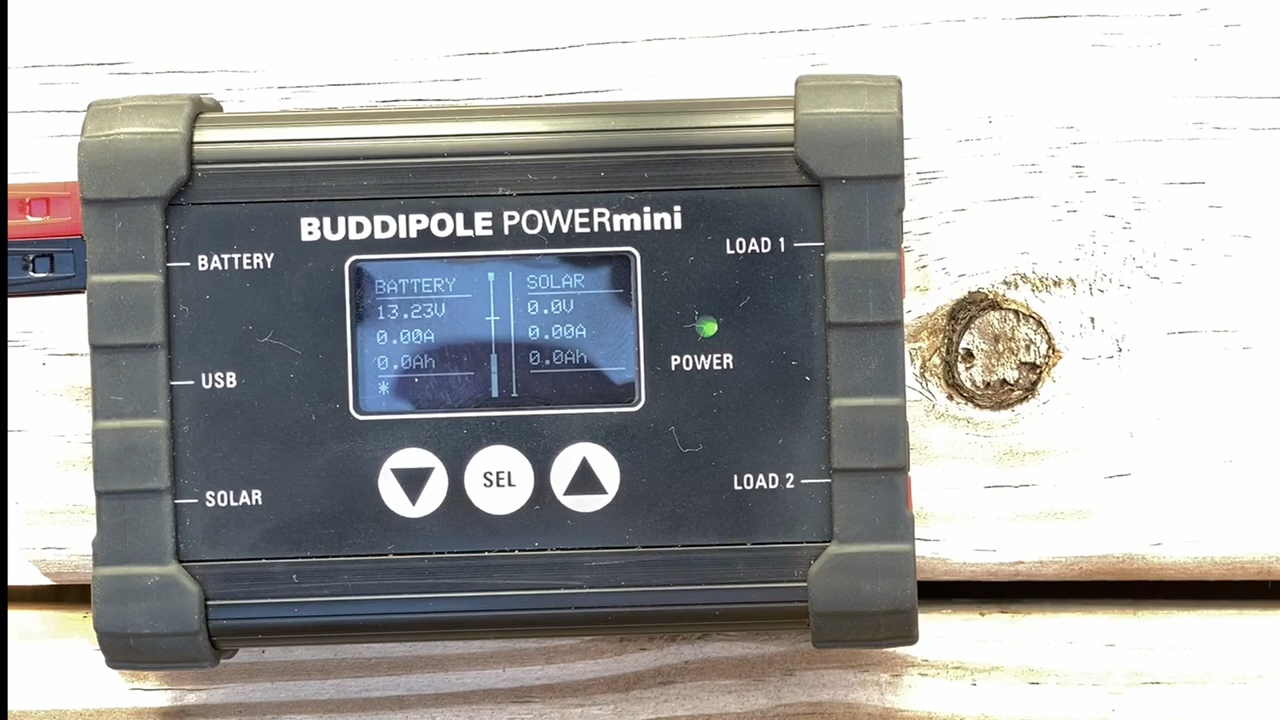 BUDDIPOLE POWERmini
BATTERY
USB
SOLAR
BATTERY
13.23V
0.00A
0.0Ah
*
SOLAR
0.0V
0.00A
0.0Ah
POWER
LOAD 1
LOAD 2
SEL